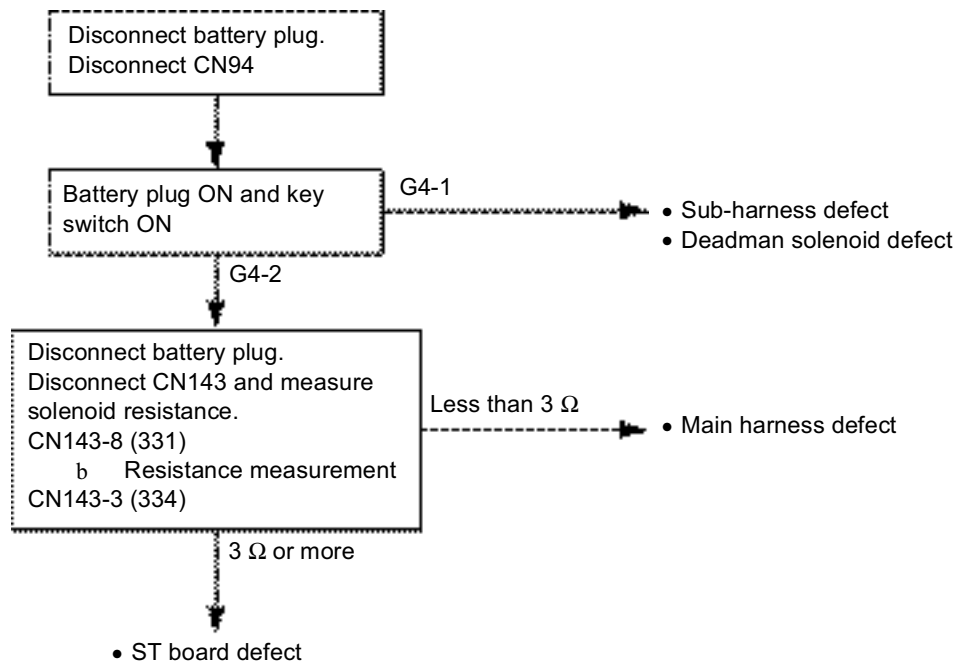 Disconnect battery plug.
Disconnect CN94
Battery plug ON and key
switch ON
G4-1
• Sub-harness defect
• Deadman solenoid defect
G4-2
Disconnect battery plug.
Disconnect CN143 and measure
solenoid resistance.
CN143-8 (331)
b Resistance measurement
CN143-3 (334)
Less than 3 Ω
• Main harness defect
3 Ω or more
• ST board defect